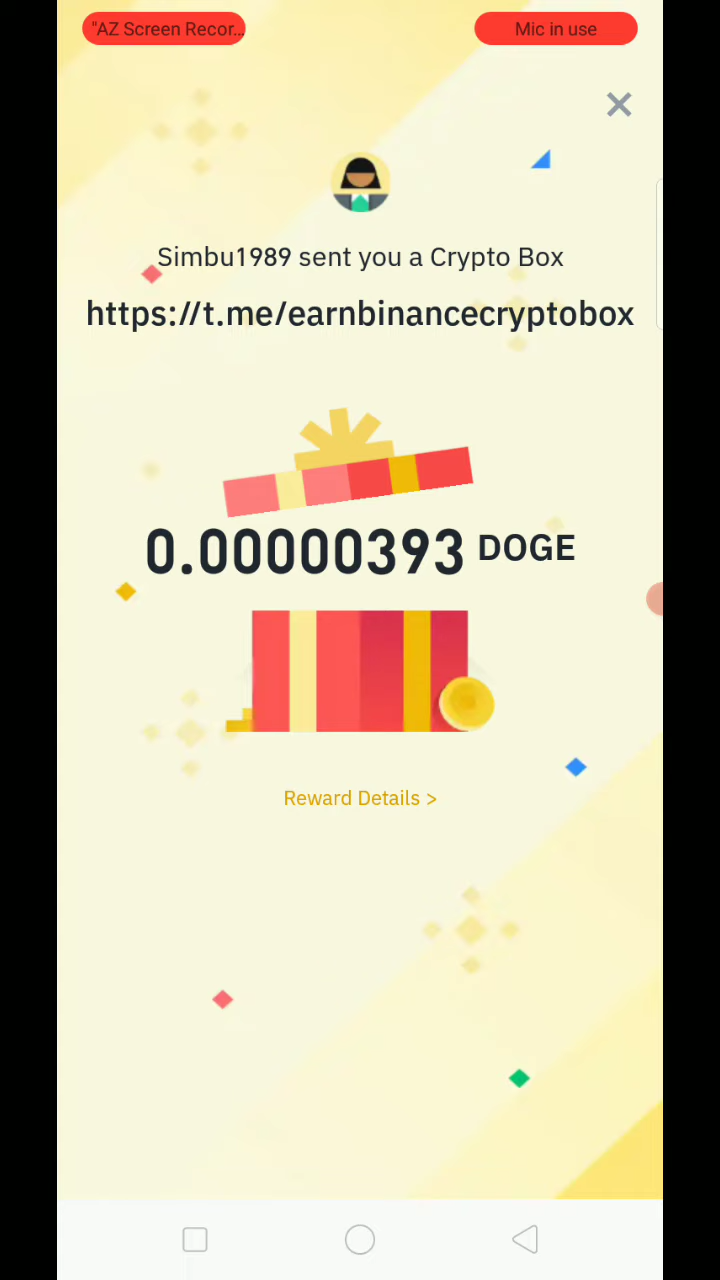 "AZ Screen Recor...
Mic in use
Simbu1989 sent you a Crypto Box
https://t.me/earnbinancecryptobox
0.00000393 DOGE
Reward Details >